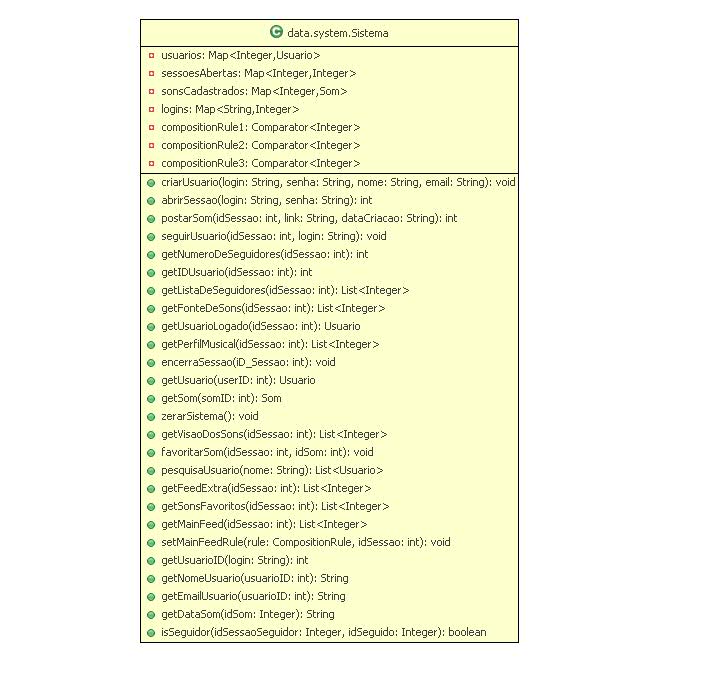 C data.system.Sistema
usuarios: Map<Integer,Usuario>
sessoesAbertas: Map<Integer,Integer>
sonsCadastrados: Map<Integer,Som>
logins: Map<String,Integer>
compositionRule1: Comparator<Integer>
compositionRule2: Comparator<Integer>
compositionRule3: Comparator<Integer>
criarUsuario(login: String, senha: String, nome: String, email: String): void
abrirSessao(login: String, senha: String): int
postarSom(idSessao: int, link: String, dataCriacao: String): int
seguirUsuario(idSessao: int, login: String): void
getNumeroDeSeguidores(idSessao: int): int
getIDUsuario(idSessao: int): int
getListaDeSeguidores(idSessao: int): List<Integer>
getFonteDeSons(idSessao: int): List<Integer>
getUsuarioLogado(idSessao: int): Usuario
getPerfilMusical(idSessao: int): List<Integer>
encerraSessao(iD_Sessao: int): void
getUsuario(userID: int): Usuario
getSom(somID: int): Som
zerarSistema(): void
getVisaoDosSons(idSessao: int): List<Integer>
favoritarSom(idSessao: int, idSom: int): void
pesquisaUsuario(nome: String): List<Usuario>
getFeedExtra(idSessao: int): List<Integer>
getSonsFavoritos(idSessao: int): List<Integer>
getMainFeed(idSessao: int): List<Integer>
setMainFeedRule(rule: CompositionRule, idSessao: int): void
getUsuarioID(login: String): int
getNomeUsuario(usuarioID: int): String
getEmailUsuario(usuarioID: int): String
getDataSom(idSom: Integer): String
isSeguidor(idSessaoSeguidor: Integer, idSeguido: Integer): boolean